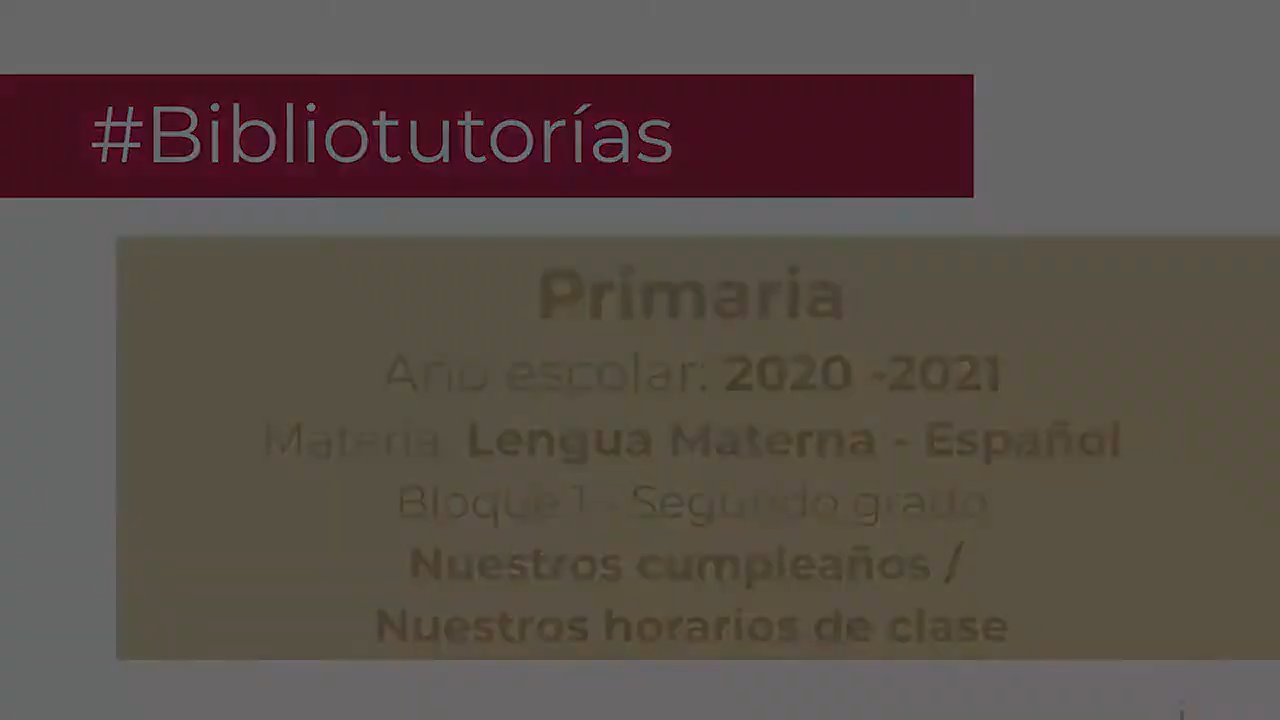 #Bibliotutorías
Primaria
Año escolar: 2020 -2021
Materia: Lengua Materna - Español
Bloque 1 - Segundo grado
Nuestros cumpleaños /
Nuestros horarios de clase